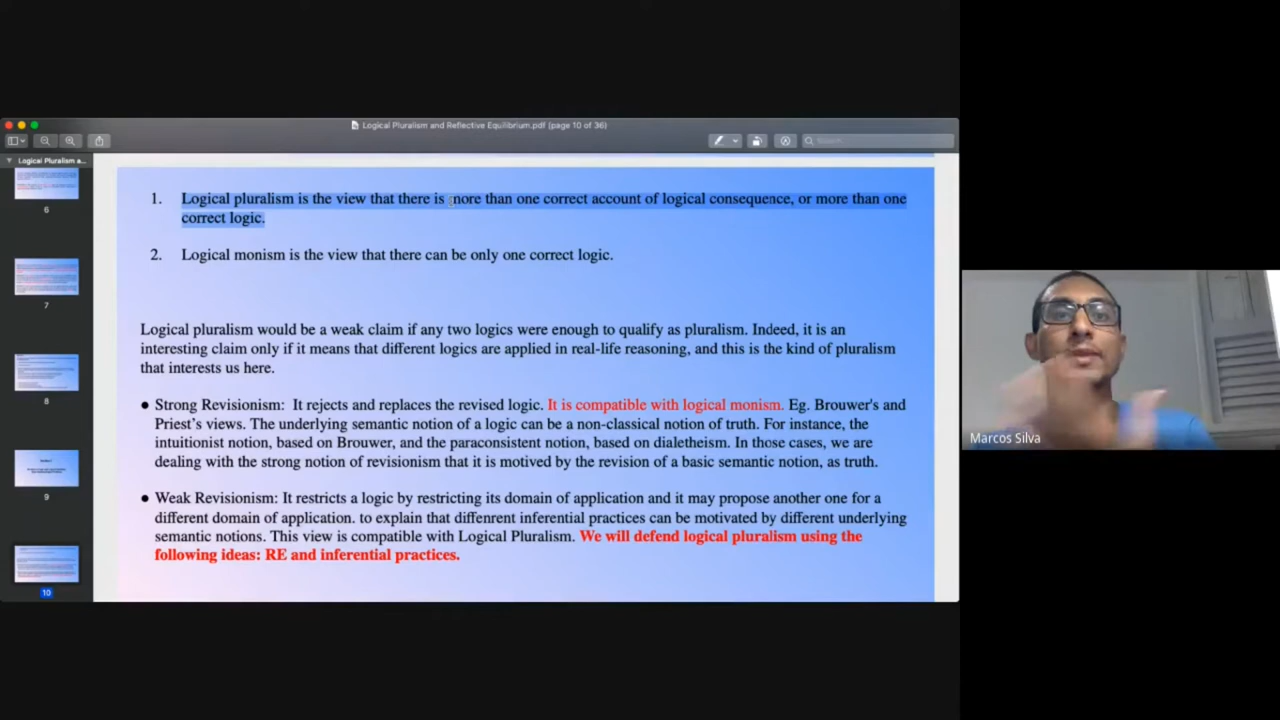 Logical Pluralism and Reflective Equilibrium.pdf (page 10 of 36)
Search
Logical Pluralism a...
6
7
8
9
10
1. Logical pluralism is the view that there is more than one correct account of logical consequence, or more than one
correct logic.
2. Logical monism is the view that there can be only one correct logic.
Logical pluralism would be a weak claim if any two logics were enough to qualify as pluralism. Indeed, it is an
interesting claim only if it means that different logics are applied in real-life reasoning, and this is the kind of pluralism
that interests us here.
● Strong Revisionism: It rejects and replaces the revised logic. It is compatible with logical monism. Eg. Brouwer's and
Priest’s views. The underlying semantic notion of a logic can be a non-classical notion of truth. For instance, the
intuitionist notion, based on Brouwer, and the paraconsistent notion, based on dialetheism. In those cases, we are
dealing with the strong notion of revisionism that it is motived by the revision of a basic semantic notion, as truth.
● Weak Revisionism: It restricts a logic by restricting its domain of application and it may propose another one for a
different domain of application. to explain that diffenrent inferential practices can be motivated by different underlying
semantic notions. This view is compatible with Logical Pluralism. We will defend logical pluralism using the
following ideas: RE and inferential practices.
Marcos Silva